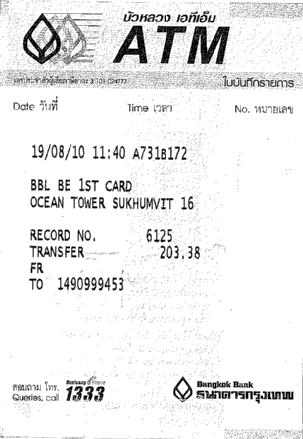 บัวหลวง เอทีเอ็ม
ATM
ใบบันทึกรายการ
Date วันที่ Time เวลา No. หมายเลข
19/08/10 11:40 A731B172
BBL BE 1ST CARD
OCEAN TOWER SUKHUMVIT 16
RECORD NO. 6125
TRANSFER 203.38
FR
TO 1490999453
สอบถาม โทร.
Queries, call 1333
Bangkok Bank
ธนาคารกรุงเทพ